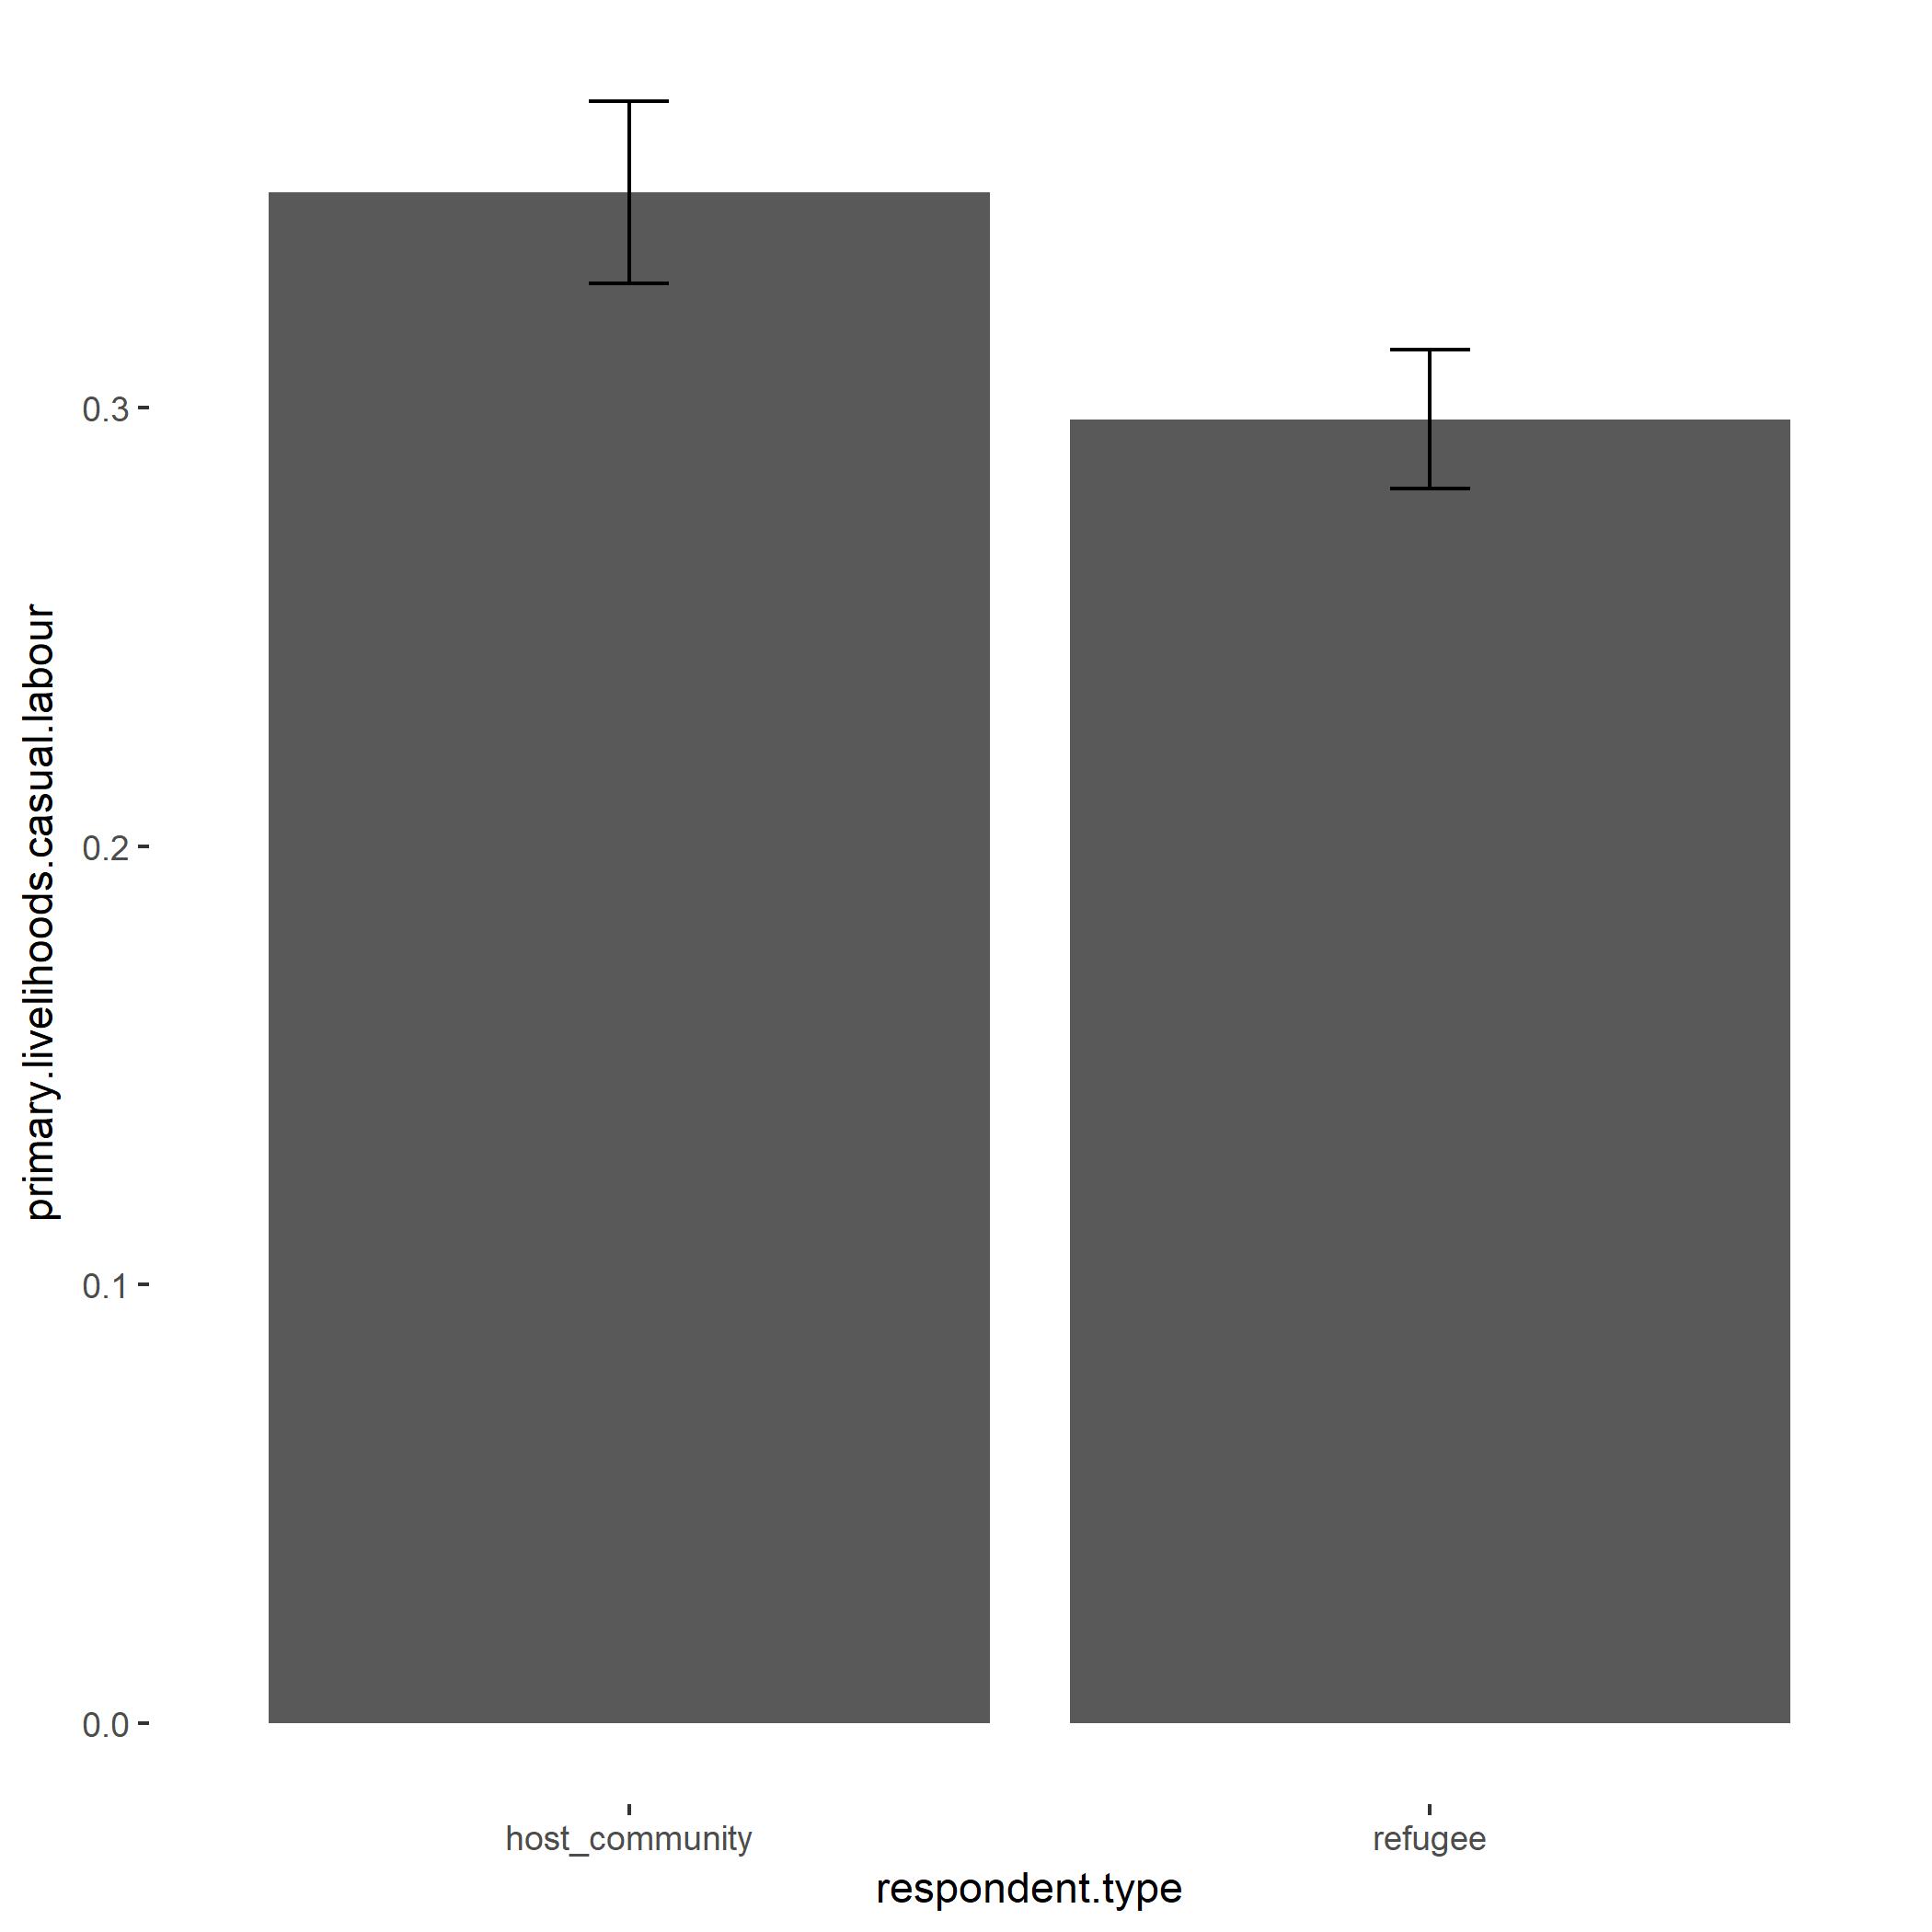 primary.livelihoods.casual.labour
0.3
0.2
0.1
0.0
host_community
refugee
respondent.type